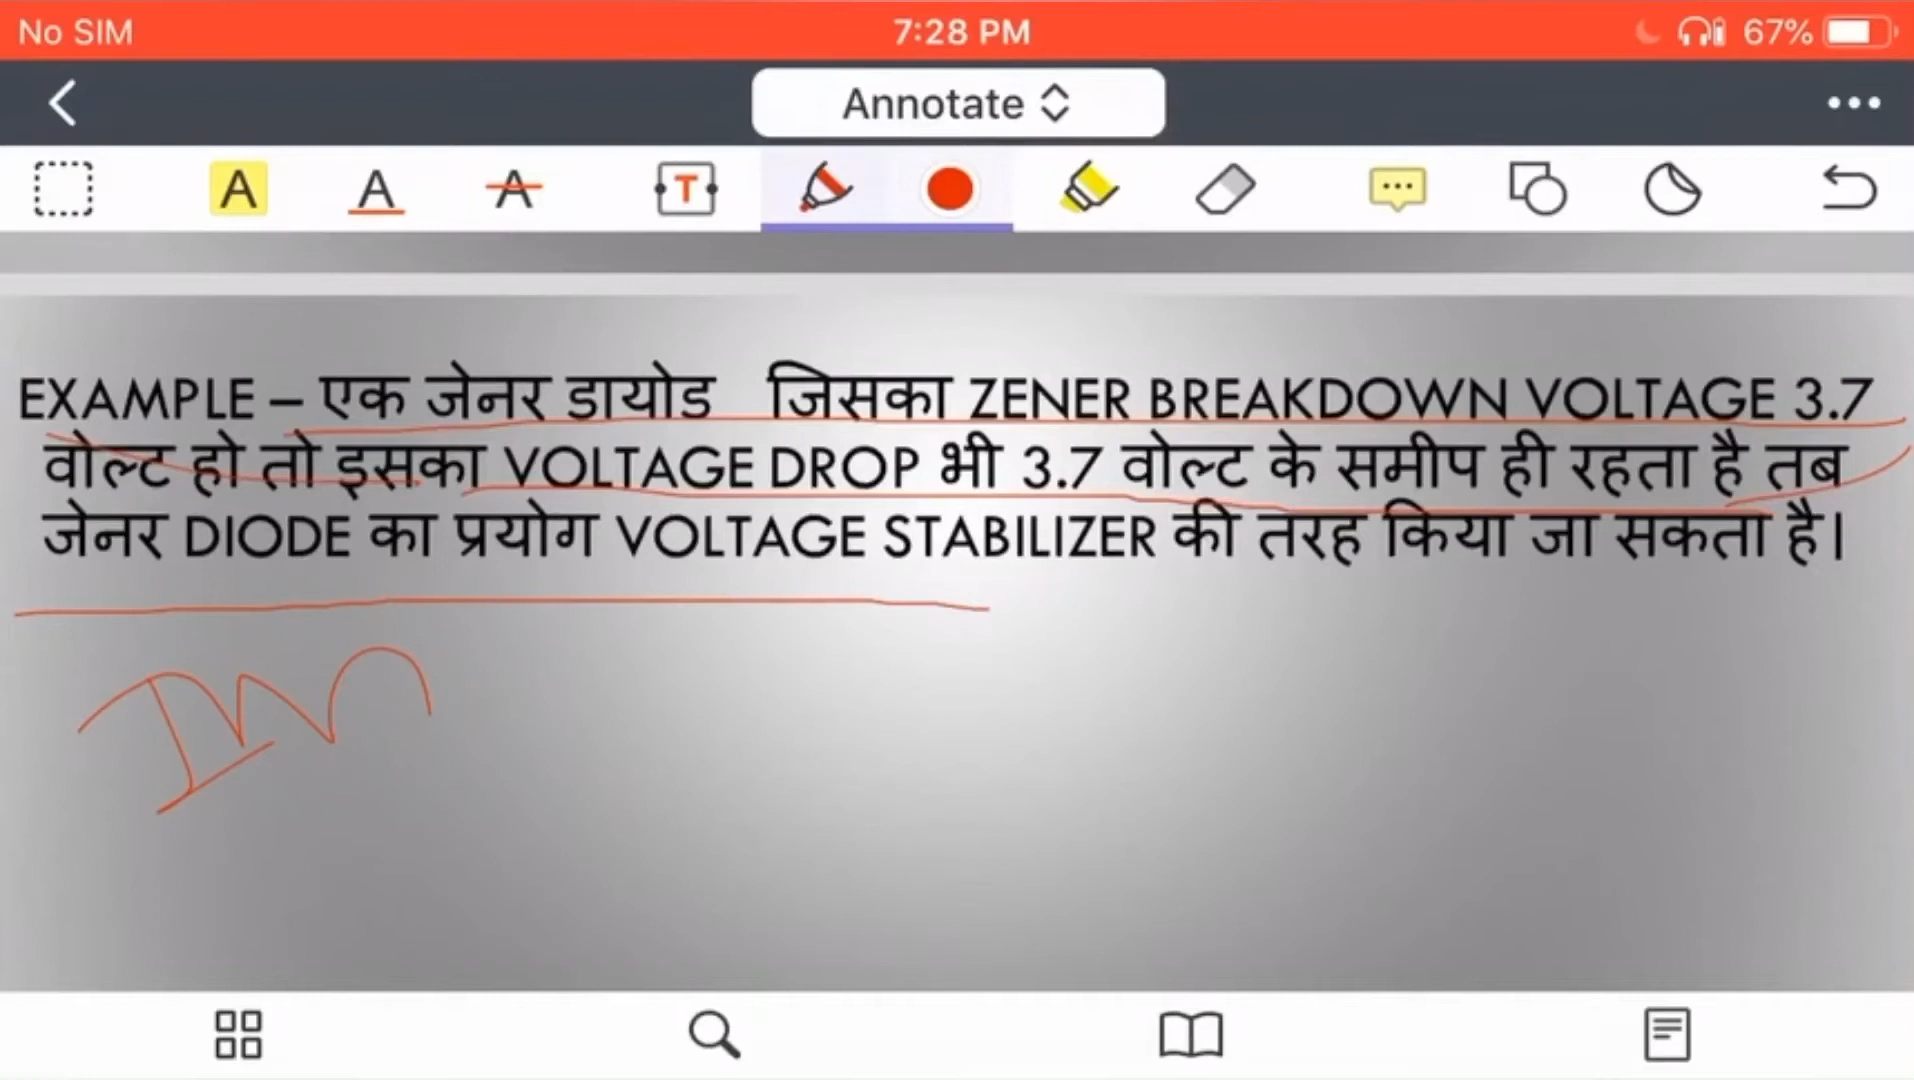 No SIM
7:28 PM
67%
Annotate
A A A T
EXAMPLE – एक जेनर डायोड जिसका ZENER BREAKDOWN VOLTAGE 3.7
वोल्ट हो तो इसका VOLTAGE DROP भी 3.7 वोल्ट के समीप ही रहता है तब
जेनर DIODE का प्रयोग VOLTAGE STABILIZER की तरह किया जा सकता है।